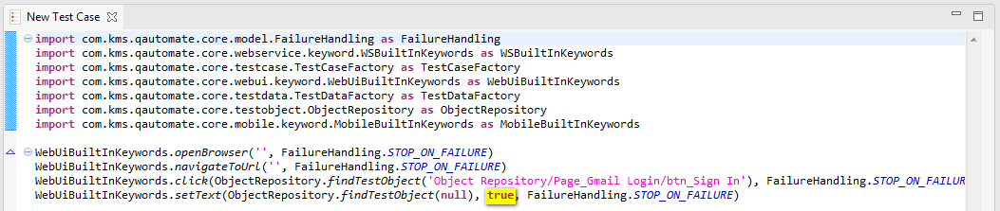 New Test Case
import com.kms.qautomate.core.model.FailureHandling as FailureHandling
import com.kms.qautomate.core.webservice.keyword.WSBuiltInKeywords as WSBuiltInKeywords
import com.kms.qautomate.core.testcase.TestCaseFactory as TestCaseFactory
import com.kms.qautomate.core.webui.keyword.WebUiBuiltInKeywords as WebUiBuiltInKeywords
import com.kms.qautomate.core.testdata.TestDataFactory as TestDataFactory
import com.kms.qautomate.core.testobject.ObjectRepository as ObjectRepository
import com.kms.qautomate.core.mobile.keyword.MobileBuiltInKeywords as MobileBuiltInKeywords
WebUiBuiltInKeywords.openBrowser('', FailureHandling.STOP_ON_FAILURE)
WebUiBuiltInKeywords.navigateToUrl('', FailureHandling.STOP_ON_FAILURE)
WebUiBuiltInKeywords.click(ObjectRepository.findTestObject('Object Repository/Page_Gmail Login/btn_Sign In'), FailureHandling.STOP_ON_FAILUR
WebUiBuiltInKeywords.setText(ObjectRepository.findTestObject(null), true, FailureHandling.STOP_ON_FAILURE)